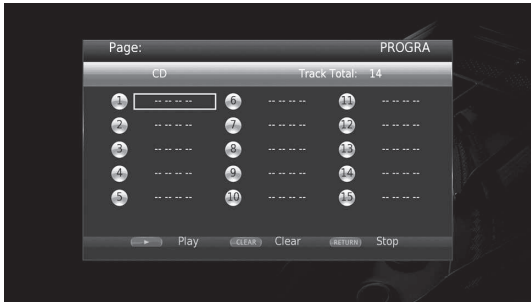 Page: PROGRA
CD Track Total: 14
1 -- -- -- -- 6 -- -- -- -- 11 -- -- -- --
2 -- -- -- -- 7 -- -- -- -- 12 -- -- -- --
3 -- -- -- -- 8 -- -- -- -- 13 -- -- -- --
4 -- -- -- -- 9 -- -- -- -- 14 -- -- -- --
5 -- -- -- -- 10 -- -- -- -- 15 -- -- -- --
Play CLEAR Clear RETURN Stop